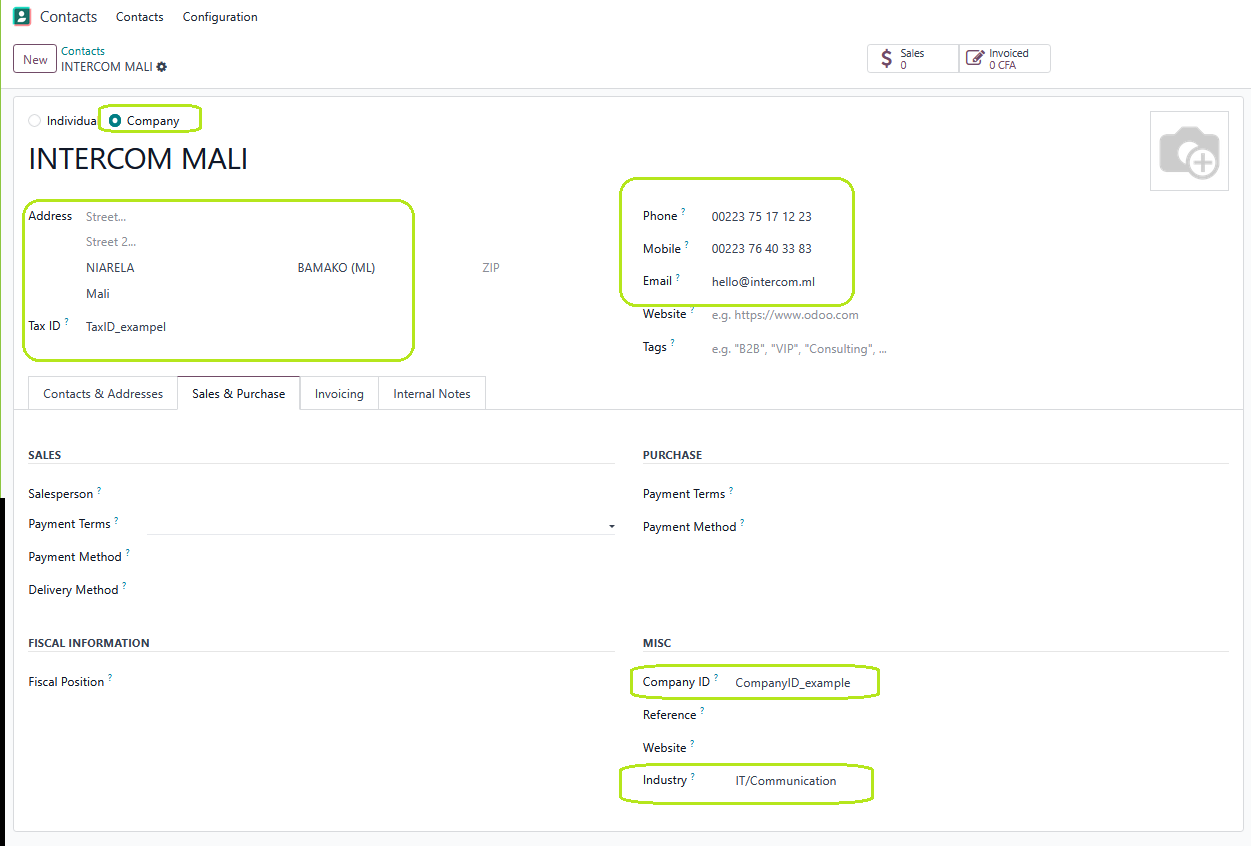 Contacts Contacts Configuration
New Contacts
INTERCOM MALI
Sales
0
Invoiced
0 CFA
Individua Company
INTERCOM MALI
Address Street...
Street 2...
NIARELA BAMAKO (ML) ZIP
Mali
Tax ID ? TaxID_exampel
Phone ? 00223 75 17 12 23
Mobile ? 00223 76 40 33 83
Email ? hello@intercom.ml
Website ? e.g. https://www.odoo.com
Tags ? e.g. "B2B", "VIP", "Consulting", ...
Contacts & Addresses Sales & Purchase Invoicing Internal Notes
SALES
Salesperson ?
Payment Terms ?
Payment Method ?
Delivery Method ?
PURCHASE
Payment Terms ?
Payment Method ?
FISCAL INFORMATION
Fiscal Position ?
MISC
Company ID ? CompanyID_example
Reference ?
Website ?
Industry ? IT/Communication